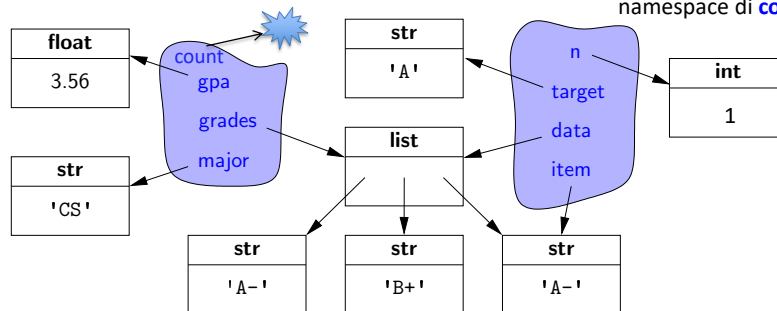 namespace di co
float
3.56
count
gpa
grades
major
str
'A'
n
target
data
item
int
1
list
str
'CS'
str
'A-'
str
'B+'
str
'A-'